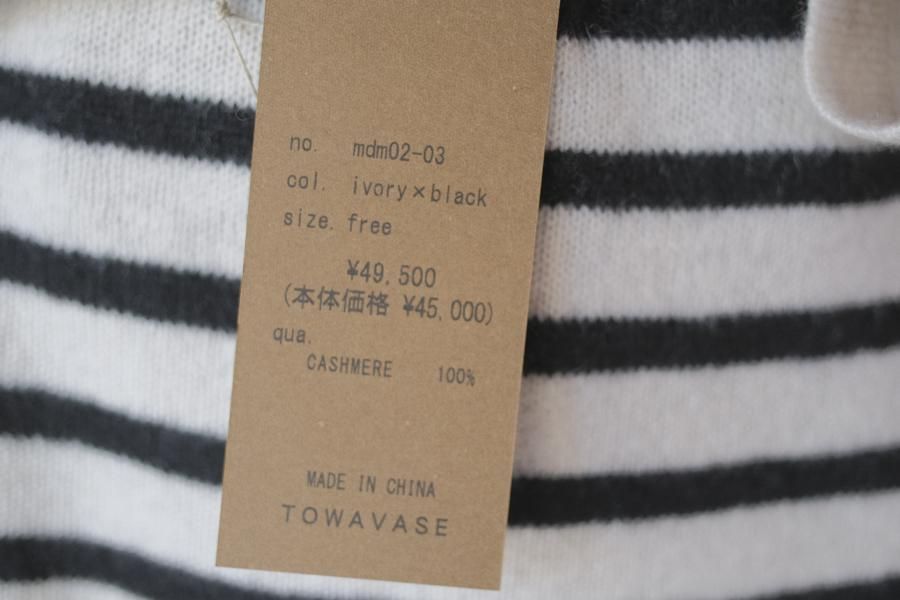 no. mdm02-03
col. ivory×black
size. free
¥49,500
(本体価格 ¥45,000)
qua.
CASHMERE 100%
MADE IN CHINA
TOWAVASE